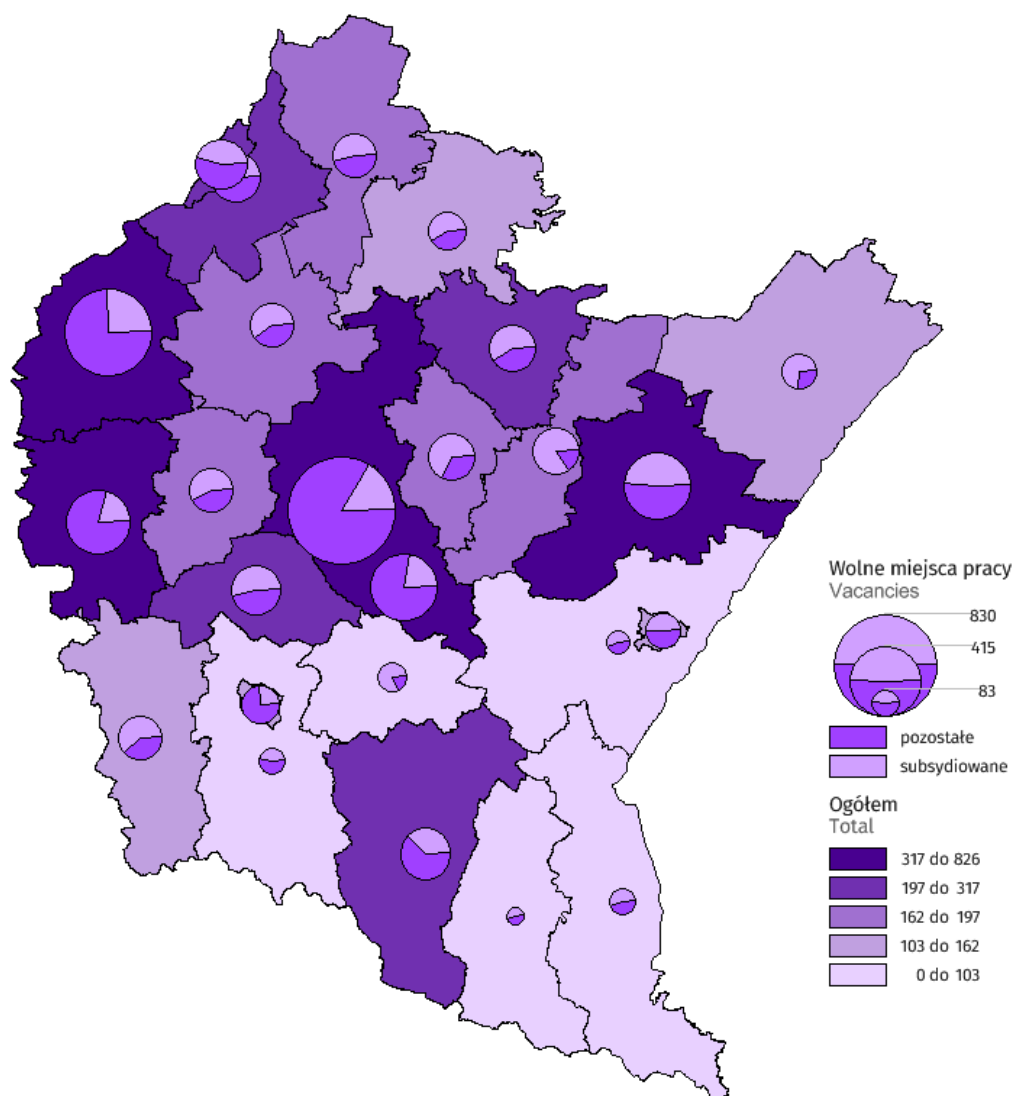 Wolne miejsca pracy
Vacancies
830
415
83
pozostałe
subsydiowane
Ogółem
Total
317 do 826
197 do 317
162 do 197
103 do 162
0 do 103